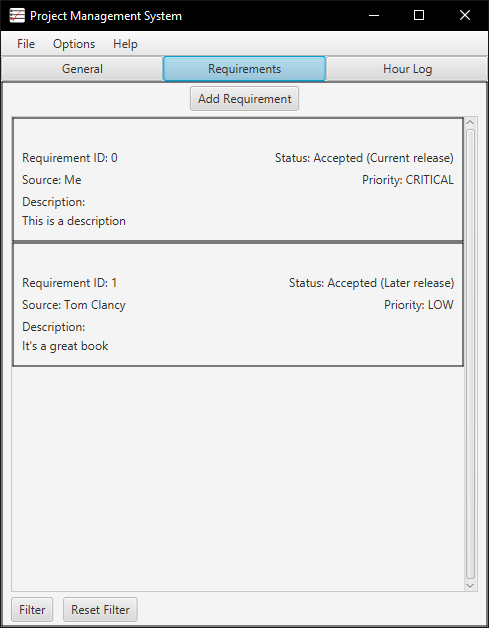 Project Management System
File Options Help
General Requirements Hour Log
Add Requirement
Requirement ID: 0 Status: Accepted (Current release)
Source: Me Priority: CRITICAL
Description:
This is a description
Requirement ID: 1 Status: Accepted (Later release)
Source: Tom Clancy Priority: LOW
Description:
It's a great book
Filter Reset Filter